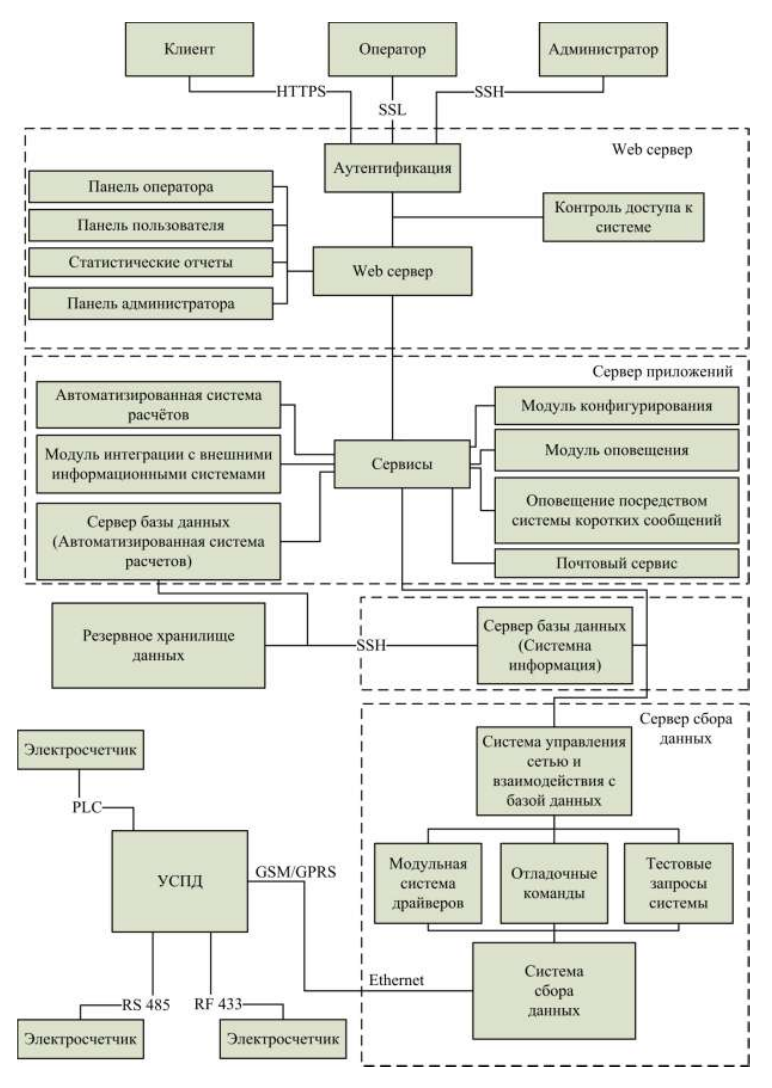 Клиент
Оператор
Администратор
HTTPS
SSL
SSH
Web сервер
Аутентификация
Панель оператора
Панель пользователя
Статистические отчеты
Панель администратора
Контроль доступа к
системе
Web сервер
Сервер приложений
Автоматизированная система
расчётов
Модуль интеграции с внешними
информационными системами
Сервер базы данных
(Автоматизированная система
расчетов)
Сервисы
Модуль конфигурирования
Модуль оповещения
Оповещение посредством
системы коротких сообщений
Почтовый сервис
Резервное хранилище
данных
SSH
Сервер базы данных
(Системна
информация)
Сервер сбора
данных
Система управления
сетью и
взаимодействия с
базой данных
Электросчетчик
PLC
УСПД
GSM/GPRS
Модульная
система
драйверов
Отладочные
команды
Тестовые
запросы
системы
Ethernet
Система
сбора
данных
RS 485
RF 433
Электросчетчик
Электросчетчик